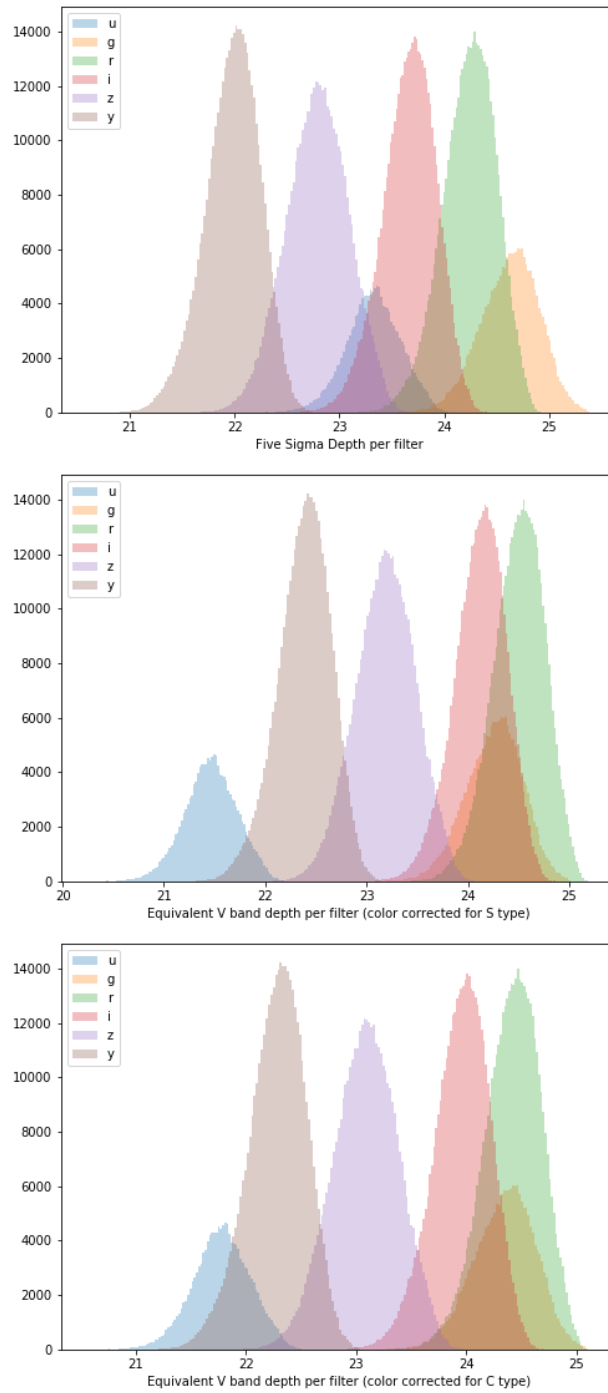 14000
12000
10000
8000
6000
4000
2000
0
u
g
r
i
z
y
21 22 23 24 25
Five Sigma Depth per filter
14000
12000
10000
8000
6000
4000
2000
0
u
g
r
i
z
y
20 21 22 23 24 25
Equivalent V band depth per filter (color corrected for S type)
14000
12000
10000
8000
6000
4000
2000
0
u
g
r
i
z
y
21 22 23 24 25
Equivalent V band depth per filter (color corrected for C type)